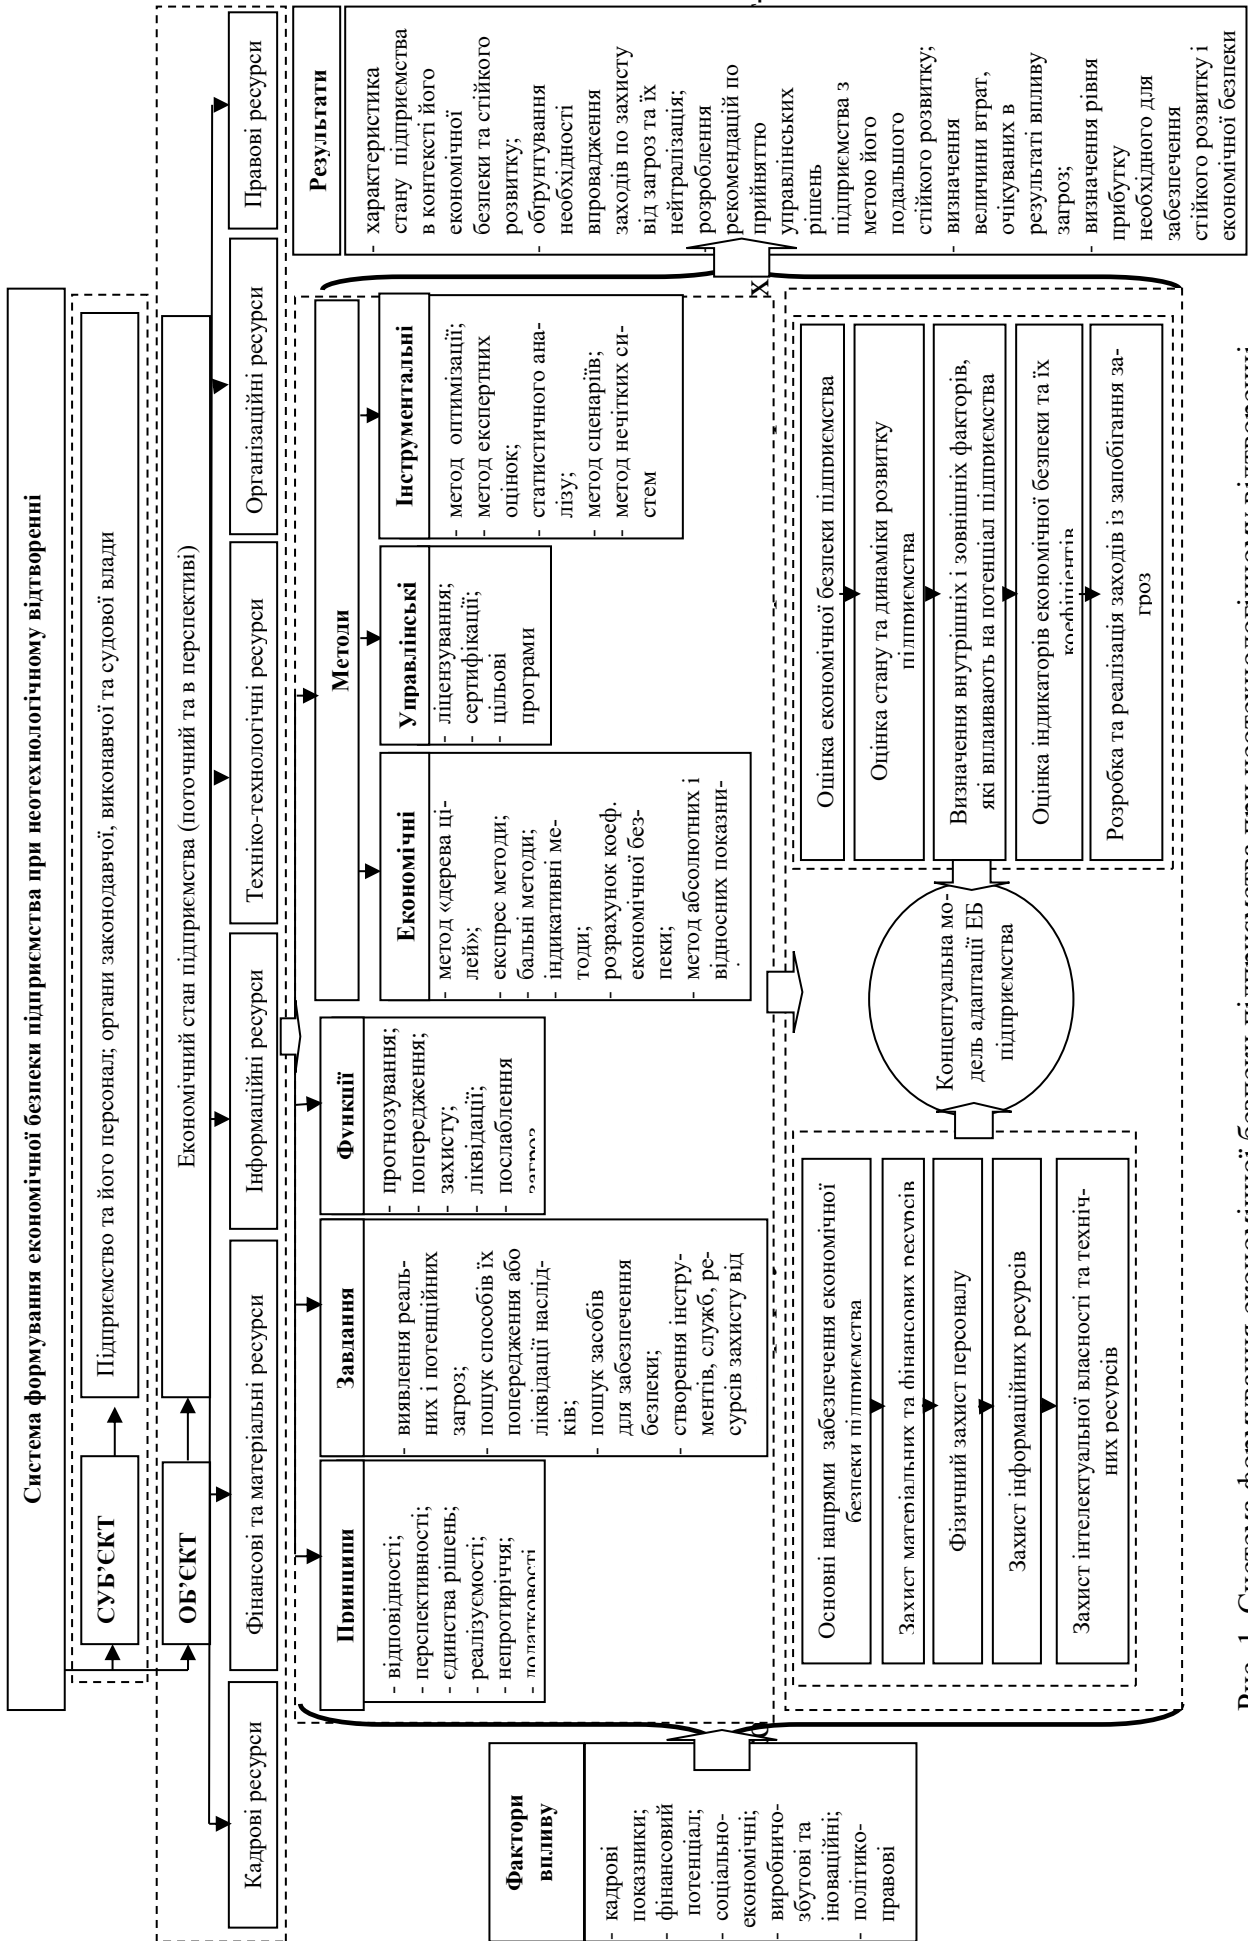 Система формування економічної безпеки підприємства при неотехнологічному відтворенні
СУБ'ЄКТ
Підприємство та його персонал; органи законодавчої, виконавчої та судової влади
ОБ'ЄКТ
Економічний стан підприємства (поточний та в перспективі)
Кадрові ресурси
Фінансові та матеріальні ресурси
Інформаційні ресурси
Техніко-технологічні ресурси
Організаційні ресурси
Правові ресурси
Фактори
впливу
- кадрові
показники;
- фінансовий
потенціал;
- соціально-
економічні;
- виробничо-
збутові та
іноваційні;
- політико-
правові
Принципи
- відповідності;
- перспективності;
- єдинства рішень;
- реалізуємості;
- непротиріччя;
- додатковості
Завдання
- виявлення реаль-
них і потенційних
загроз;
- пошук способів їх
попередження або
ліквідації наслід-
ків;
- пошук засобів
для забезпечення
безпеки;
- створення інстру-
ментів, служб, ре-
сурсів захисту від
Функції
- прогнозування;
- попередження;
- захисту;
- ліквідації;
- послаблення
загроз
Методи
Економічні
- метод «дерева ці-
лей»;
- експрес методи;
- бальні методи;
- індикативні ме-
тоди;
- розрахунок коеф.
економічної без-
пеки;
- метод абсолютних і
відносних показни-
Управлінські
- ліцензування;
- сертифікації;
- цільові
програми
Інструментальні
- метод оптимізації;
- метод експертних
оцінок;
- статистичного ана-
лізу;
- метод сценаріїв;
- метод нечітких си-
стем
Результати
- характеристика
стану підприємства
в контексті його
економічної
безпеки та стійкого
розвитку;
- обґрунтування
необхідності
впровадження
заходів по захисту
від загроз та їх
нейтралізація;
- розроблення
рекомендацій по
прийняттю
управлінських
рішень
підприємства з
метою його
подальшого
стійкого розвитку;
- визначення
величини втрат,
очікуваних в
результаті впливу
загроз;
- визначення рівня
прибутку
необхідного для
забезпечення
стійкого розвитку і
економічної безпеки
Х
Основні напрями забезпечення економічної
безпеки підприємства
Захист матеріальних та фінансових ресурсів
Фізичний захист персоналу
Захист інформаційних ресурсів
Захист інтелектуальної власності та техніч-
них ресурсів
Концептуальна мо-
дель адаптації ЕБ
підприємства
Оцінка економічної безпеки підприємства
Оцінка стану та динаміки розвитку
підприємства
Визначення внутрішніх і зовнішніх факторів,
які впливають на потенціал підприємства
Оцінка індикаторів економічної безпеки та їх
коефіцієнтів
Розробка та реалізація заходів із запобігання за-
гроз
Рис. 1. Система формування економічної безпеки підприємства при неотехнологічному відтворенні